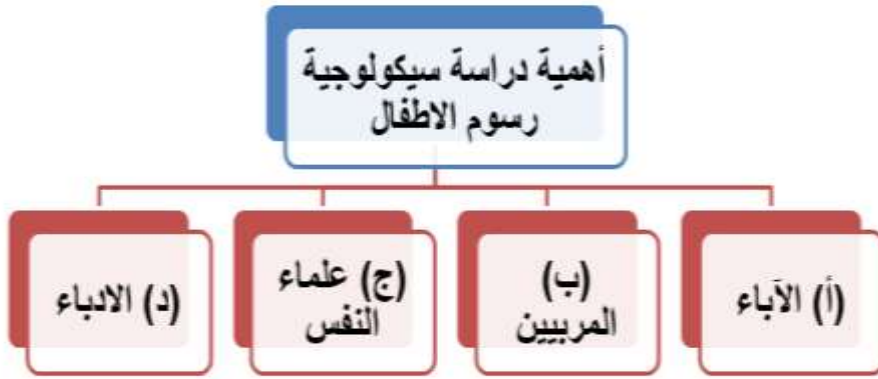 أهمية دراسة سيكولوجية
رسوم الاطفال
(أ) الآباء
(ب)
المربيين
(ج) علماء
النفس
(د) الادباء